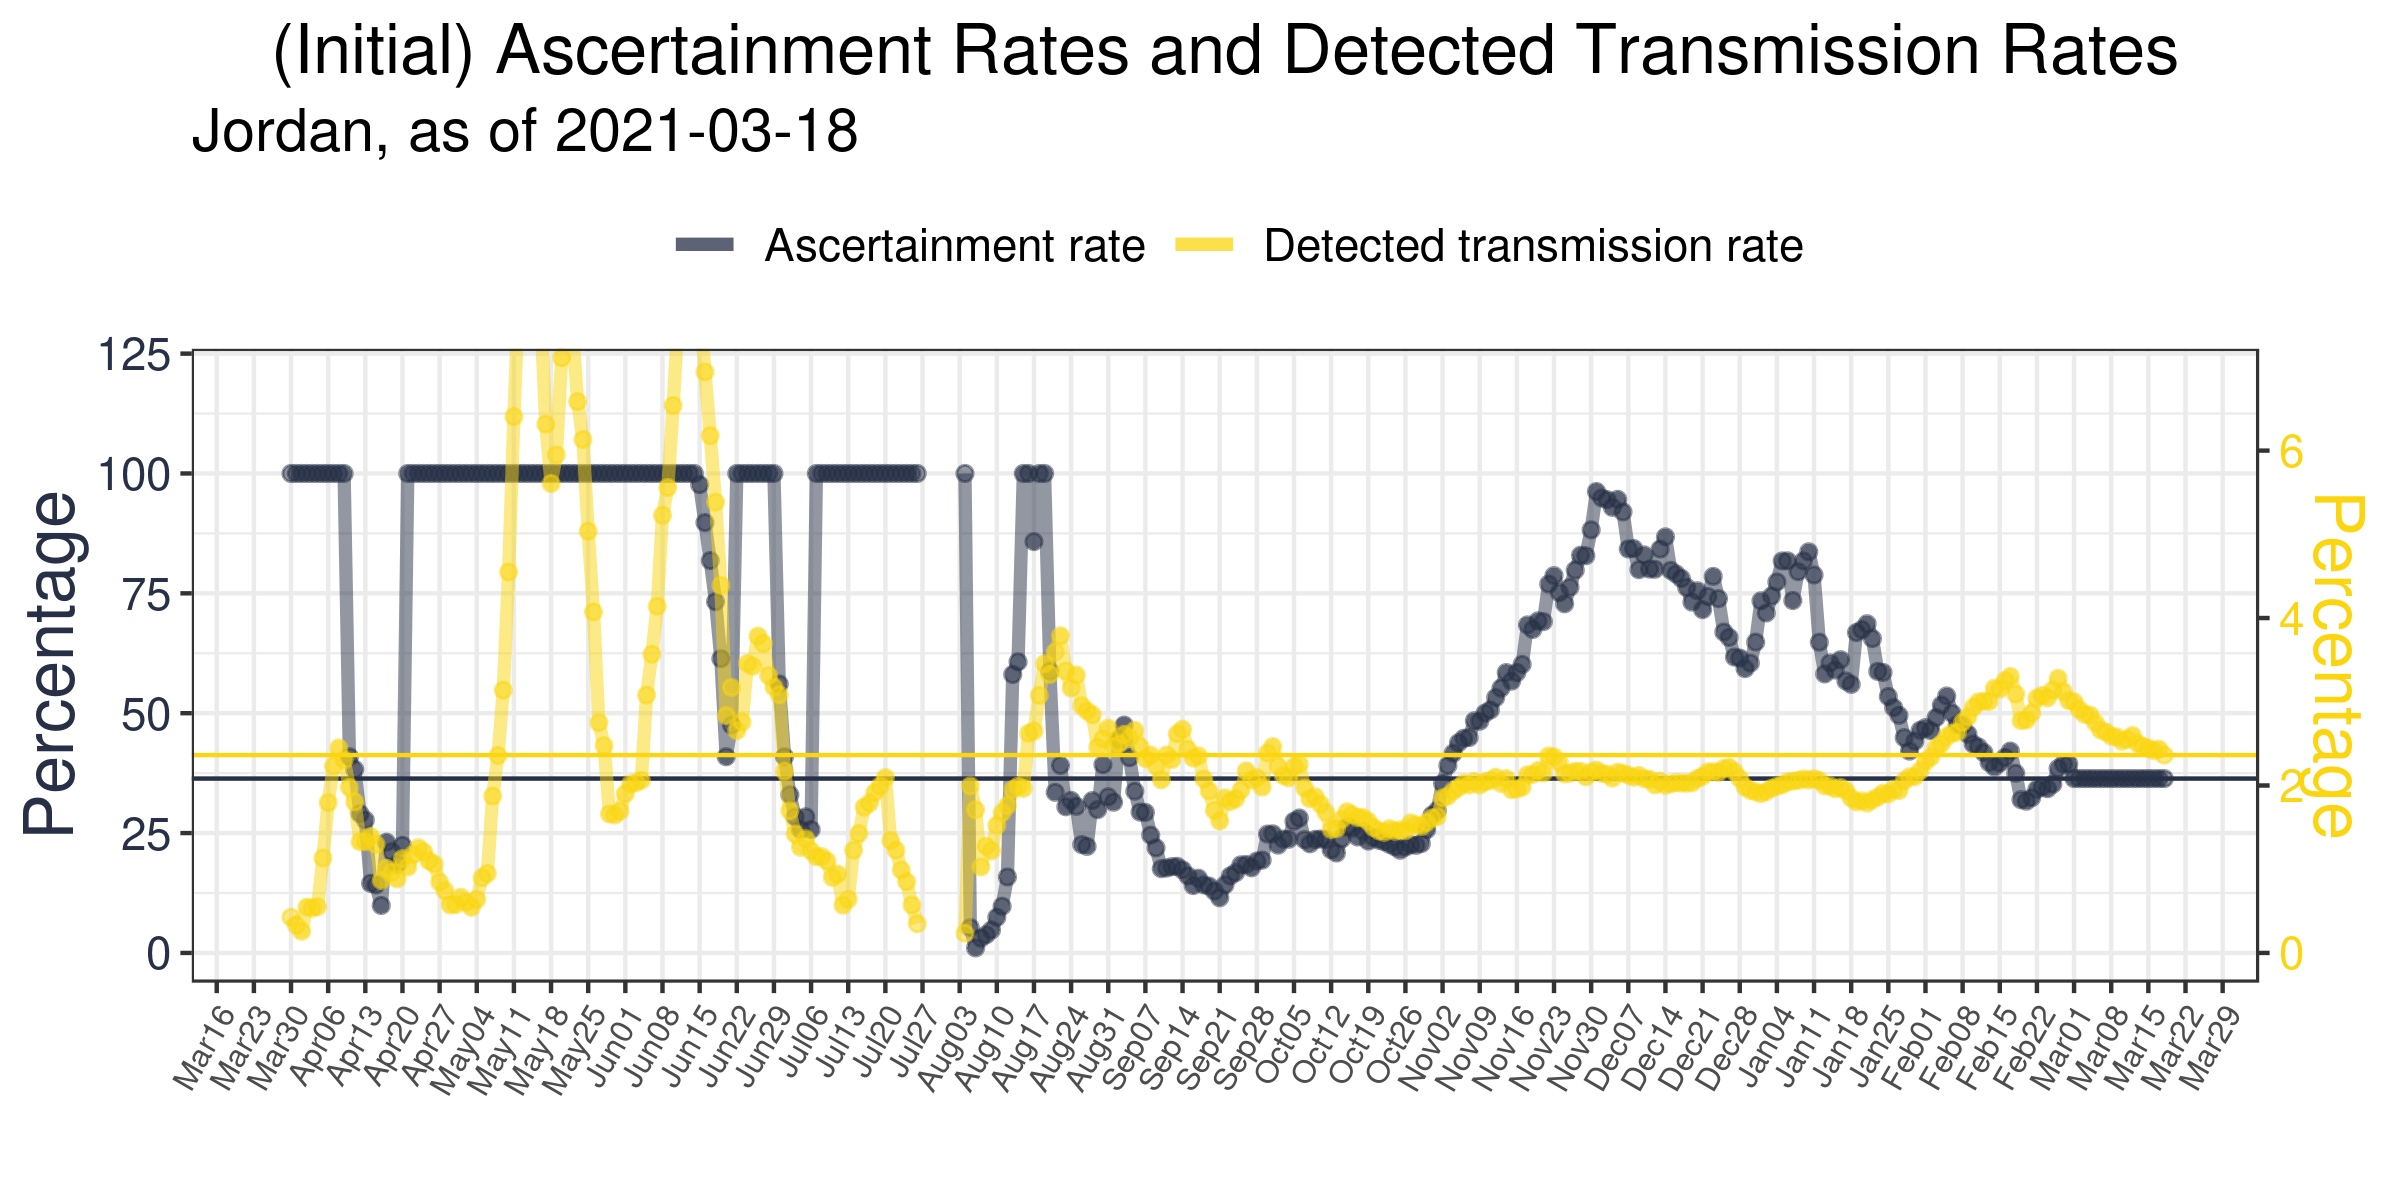 (Initial) Ascertainment Rates and Detected Transmission Rates
Jordan, as of 2021-03-18
Ascertainment rate
Detected transmission rate
125
100
75
50
25
0
Percentage
6
4
2
0
Percentage
Mar16
Mar23
Mar30
Apr06
Apr13
Apr20
Apr27
May04
May11
May18
May25
Jun01
Jun08
Jun15
Jun22
Jun29
Jul06
Jul13
Jul20
Jul27
Aug03
Aug10
Aug17
Aug24
Aug31
Sep07
Sep14
Sep21
Sep28
Oct05
Oct12
Oct19
Oct26
Nov02
Nov09
Nov16
Nov23
Nov30
Dec07
Dec14
Dec21
Dec28
Jan04
Jan11
Jan18
Jan25
Feb01
Feb08
Feb15
Feb22
Mar01
Mar08
Mar15
Mar22
Mar29